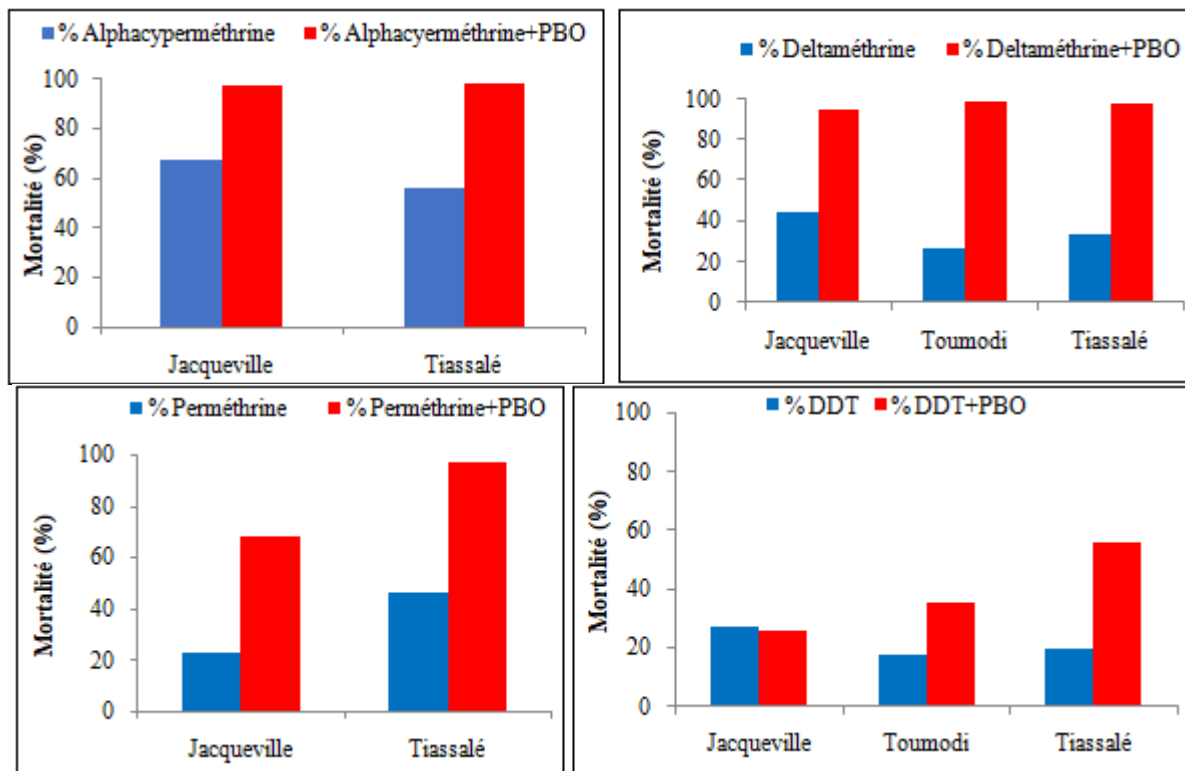 % Alphacyperméthrine % Alphacyerméthrine+PBO
Mortalité (%)
100
80
60
40
20
0
Jacqueville Tiassalé
% Deltaméthrine % Deltaméthrine+PBO
Mortalité (%)
100
80
60
40
20
0
Jacqueville Toumodi Tiassalé
% Perméthrine % Perméthrine+PBO
Mortalité (%)
100
80
60
40
20
0
Jacqueville Tiassalé
% DDT % DDT+PBO
Mortalité (%)
100
80
60
40
20
0
Jacqueville Toumodi Tiassalé